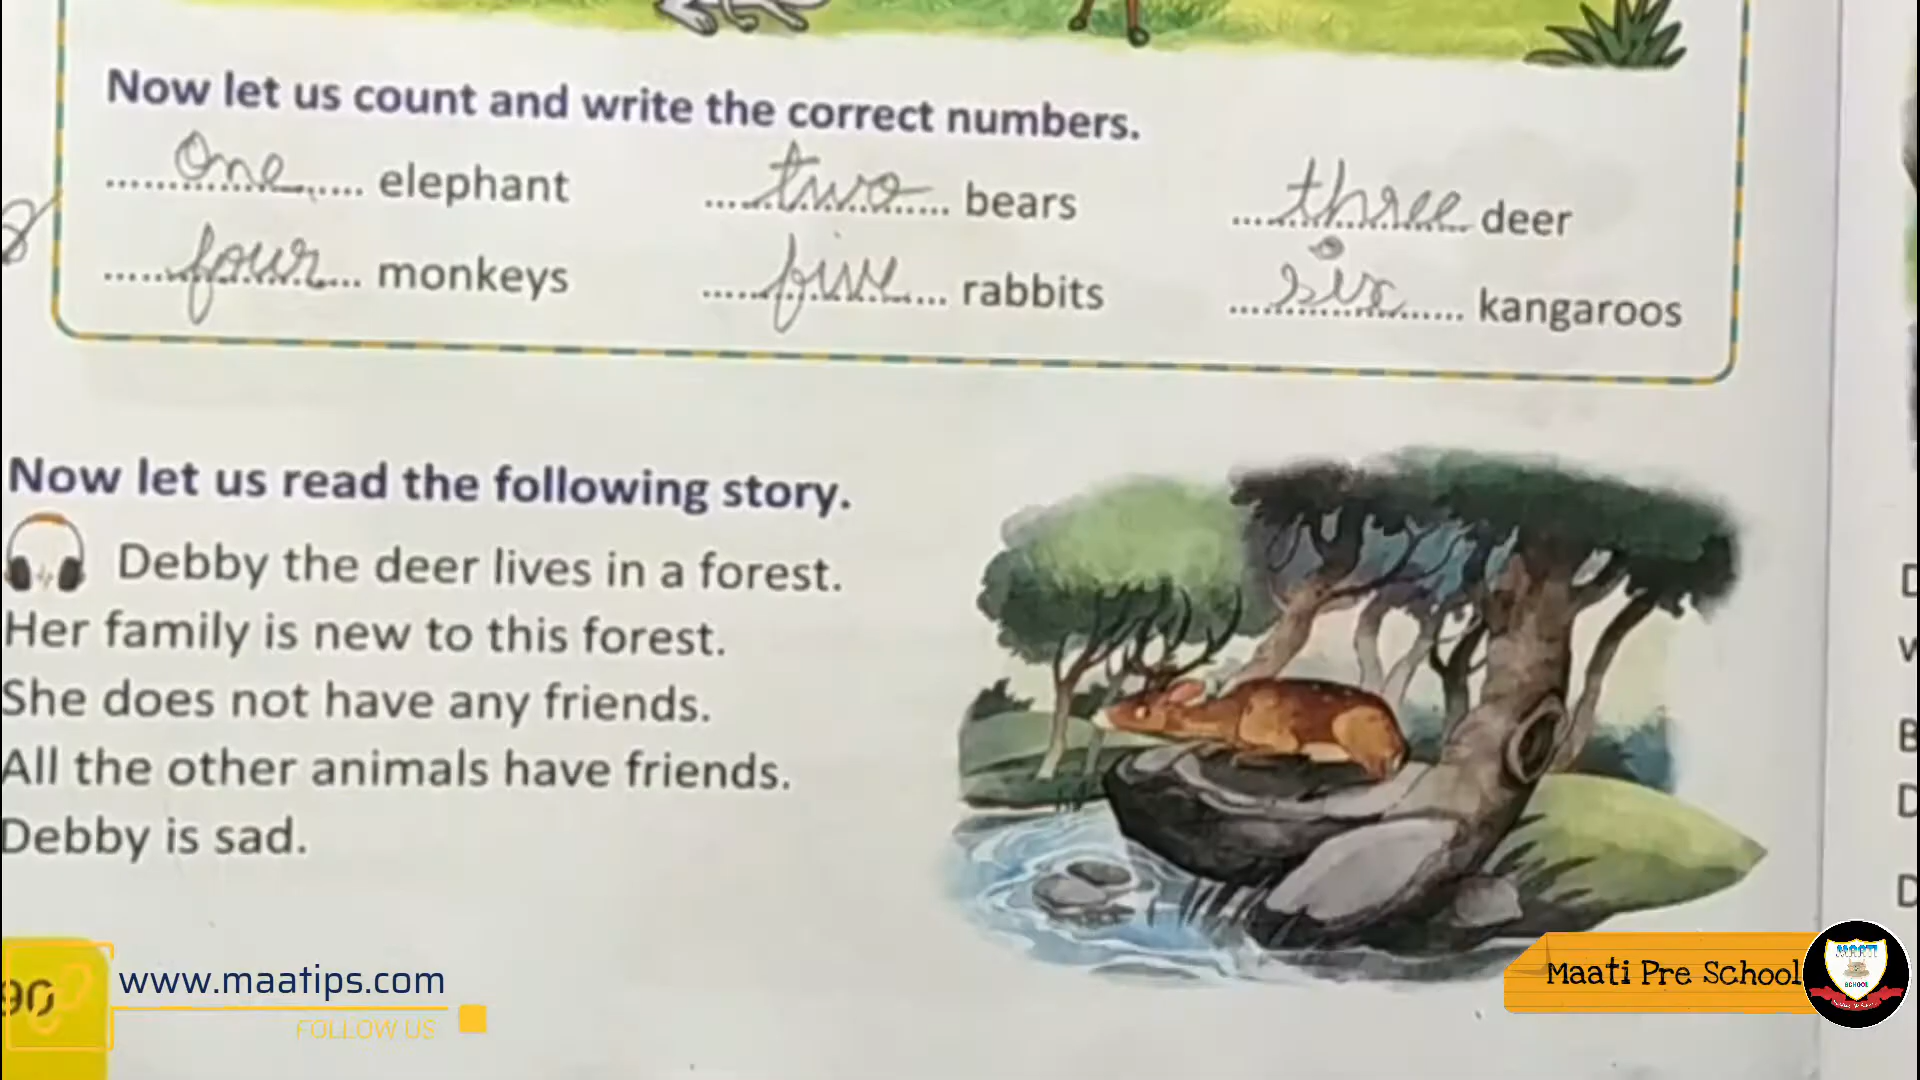 Now let us count and write the correct numbers.
one elephant two bears three deer
four monkeys five rabbits six kangaroos
Now let us read the following story.
Debby the deer lives in a forest.
Her family is new to this forest.
She does not have any friends.
All the other animals have friends.
Debby is sad.
90
www.maatips.com
FOLLOW US
Maati Pre School
MAATI
SCHOOL